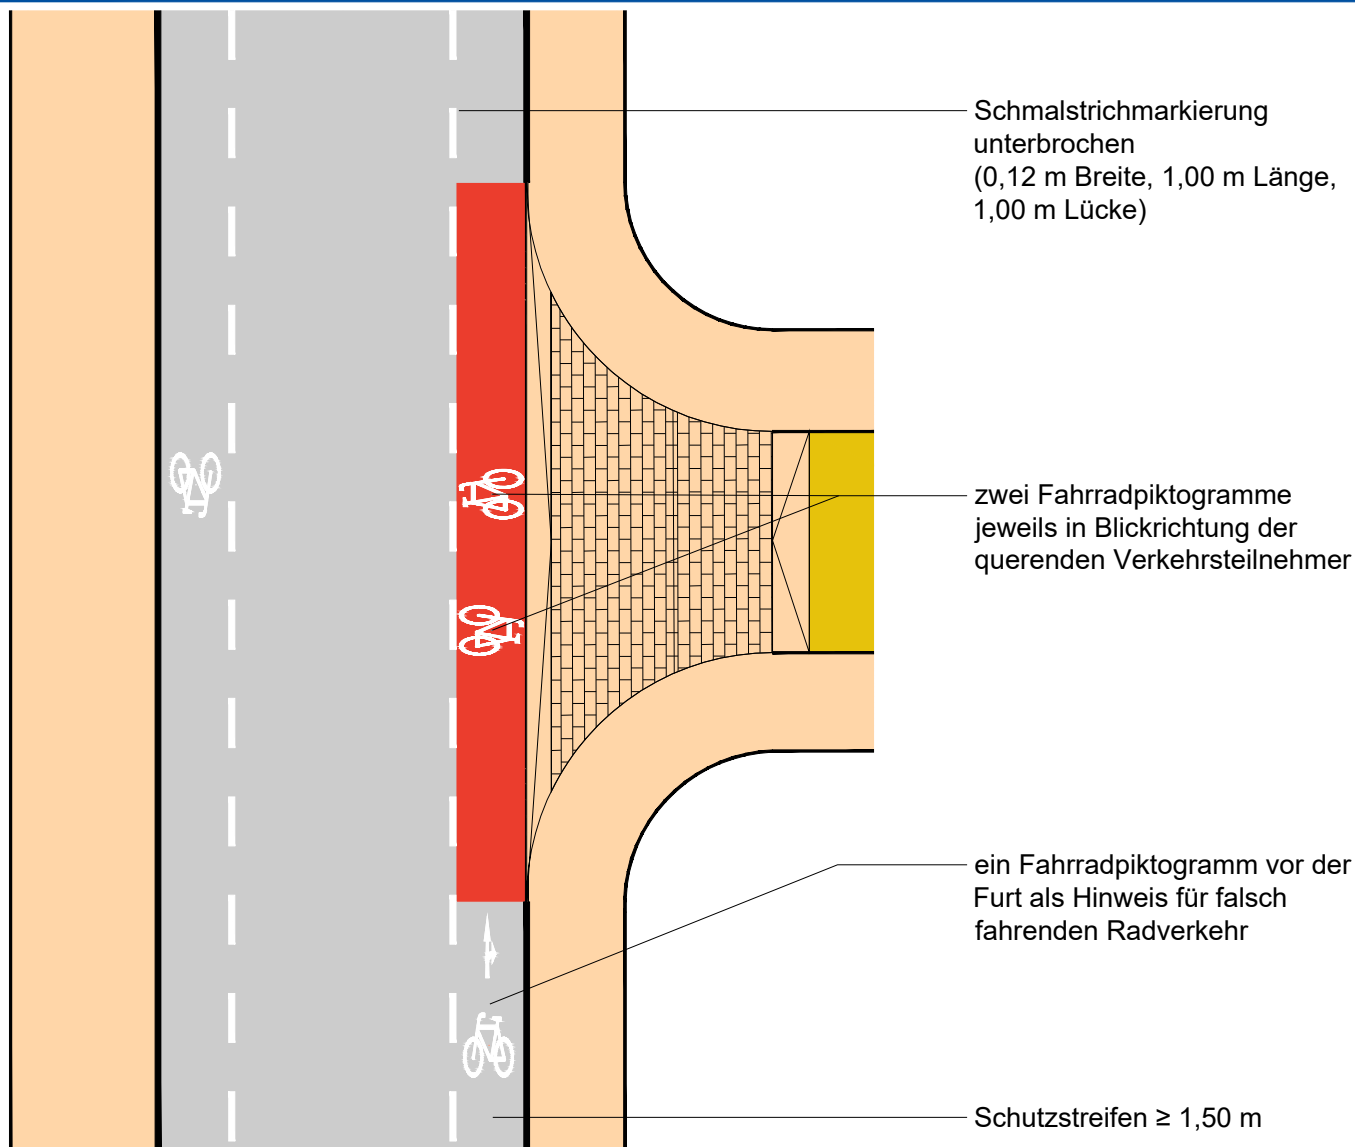 Schmalstrichmarkierung
unterbrochen
(0,12 m Breite, 1,00 m Länge,
1,00 m Lücke)
zwei Fahrradpiktogramme
jeweils in Blickrichtung der
querenden Verkehrsteilnehmer
ein Fahrradpiktogramm vor der
Furt als Hinweis für falsch
fahrenden Radverkehr
Schutzstreifen ≥ 1,50 m